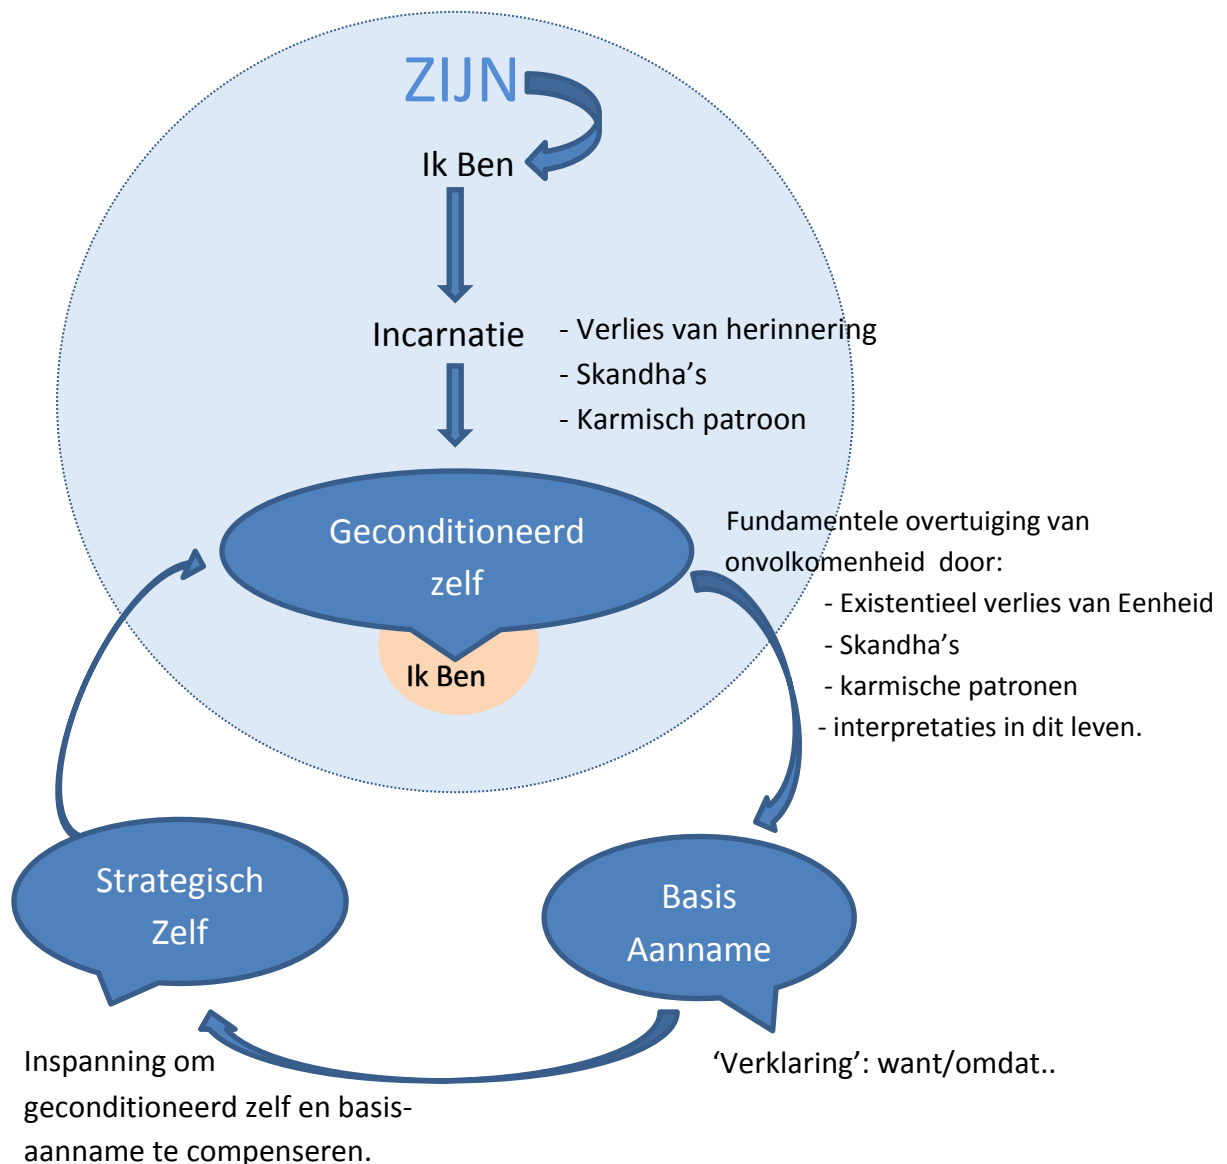 ZIJN
Ik Ben
Incarnatie
- Verlies van herinnering
- Skandha’s
- Karmisch patroon
Geconditioneerd
zelf
Ik Ben
Fundamentele overtuiging van
onvolkomenheid  door:
- Existentieel verlies van Eenheid
- Skandha’s
- karmische patronen
- interpretaties in dit leven.
Strategisch
Zelf
Basis
Aanname
Inspanning om
geconditioneerd zelf en basis-
aanname te compenseren.
‘Verklaring’: want/omdat..